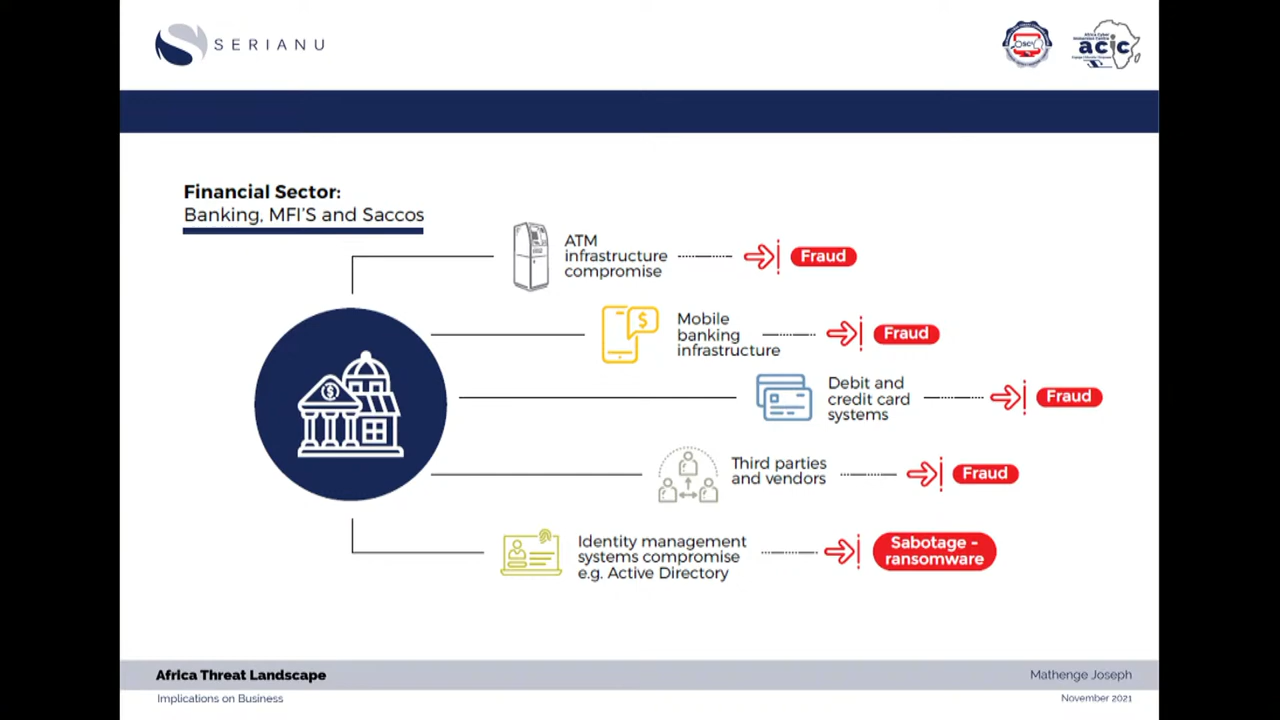 SERIANU
acic
Financial Sector:
Banking, MFI'S and Saccos
ATM
infrastructure
compromise
Fraud
Mobile
banking
infrastructure
Fraud
Debit and
credit card
systems
Fraud
Third parties
and vendors
Fraud
Identity management
systems compromise
e.g. Active Directory
Sabotage -
ransomware
Africa Threat Landscape
Mathenge Joseph
Implications on Business
November 2021